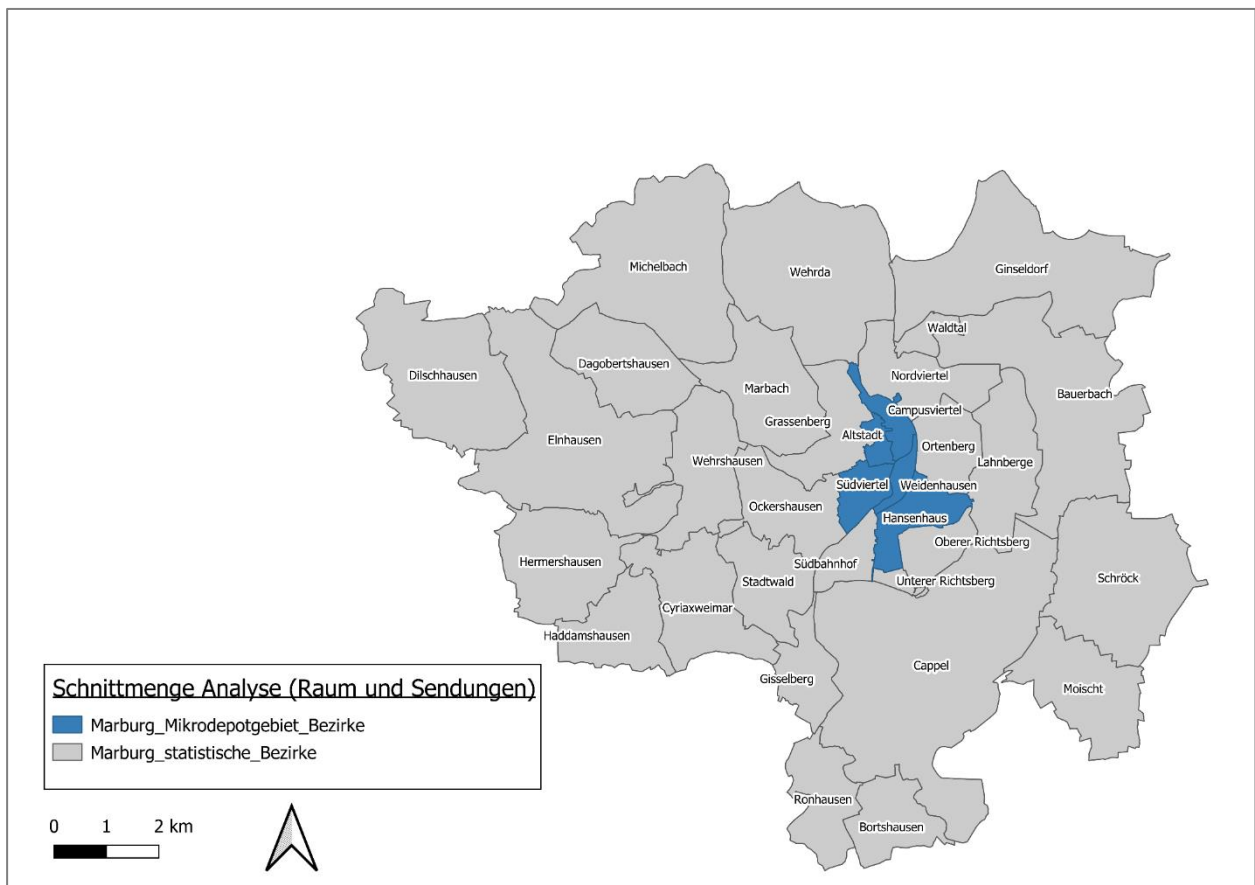 Michelbach
Wehrda
Ginseldorf
Waldtal
Dagobertshausen
Dilschhausen
Nordviertel
Marbach
Bauerbach
Campusviertel
Grassenberg
Altstadt
Elnhausen
Ortenberg
Wehrshausen
Lahnberge
Südviertel
Weidenhausen
Ockershausen
Hansenhaus
Oberer Richtsberg
Hermershausen
Südbahnhof
Stadtwald
Unterer Richtsberg
Schröck
Cyriaxweimar
Haddamshausen
Cappel
Gisselberg
Moischt
Ronhausen
Bortshausen
Schnittmenge Analyse (Raum und Sendungen)
Marburg_Mikrodepotgebiet_Bezirke
Marburg_statistische_Bezirke
0 1 2 km